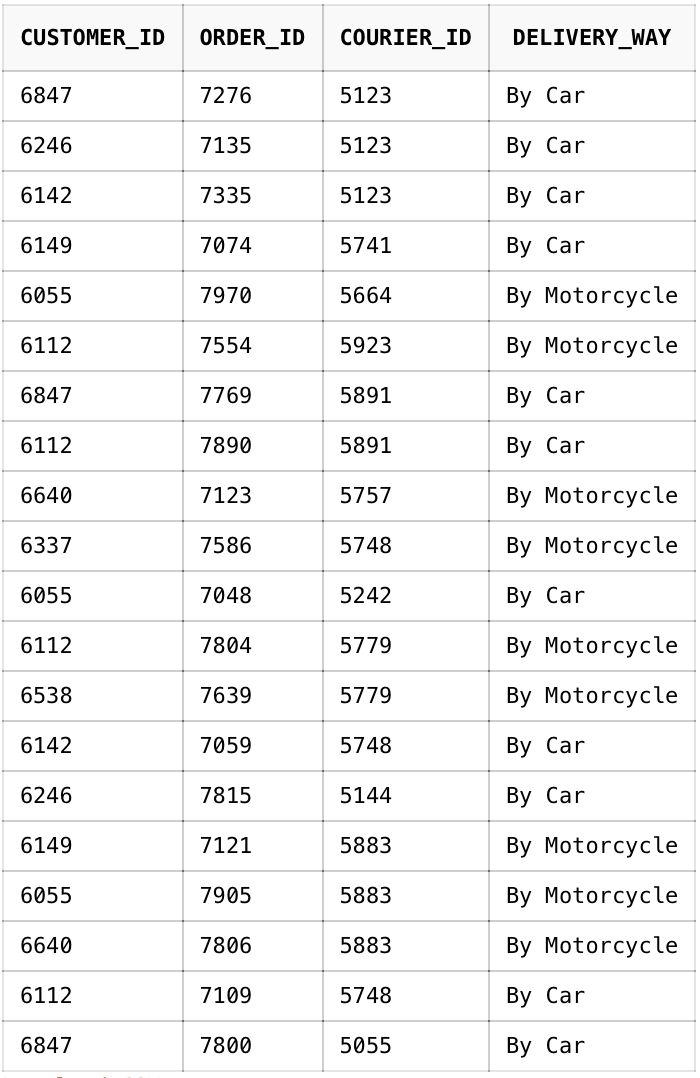 CUSTOMER_ID ORDER_ID COURIER_ID DELIVERY_WAY
6847 7276 5123 By Car
6246 7135 5123 By Car
6142 7335 5123 By Car
6149 7074 5741 By Car
6055 7970 5664 By Motorcycle
6112 7554 5923 By Motorcycle
6847 7769 5891 By Car
6112 7890 5891 By Car
6640 7123 5757 By Motorcycle
6337 7586 5748 By Motorcycle
6055 7048 5242 By Car
6112 7804 5779 By Motorcycle
6538 7639 5779 By Motorcycle
6142 7059 5748 By Car
6246 7815 5144 By Car
6149 7121 5883 By Motorcycle
6055 7905 5883 By Motorcycle
6640 7806 5883 By Motorcycle
6112 7109 5748 By Car
6847 7800 5055 By Car